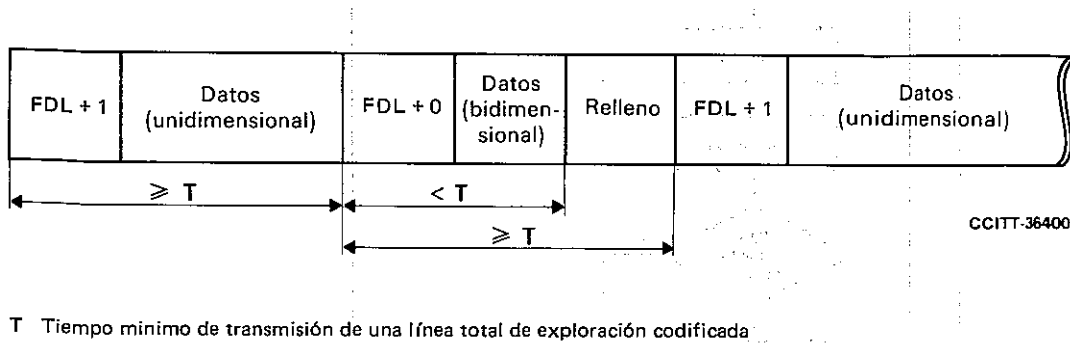 FDL + 1
Datos
(unidimensional)
FDL + 0
Datos
(bidimen-
sional)
Relleno
FDL + 1
Datos
(unidimensional)
⩾ T
< T
⩾ T
CCITT-36400
T Tiempo minimo de transmisión de una línea total de exploración codificada